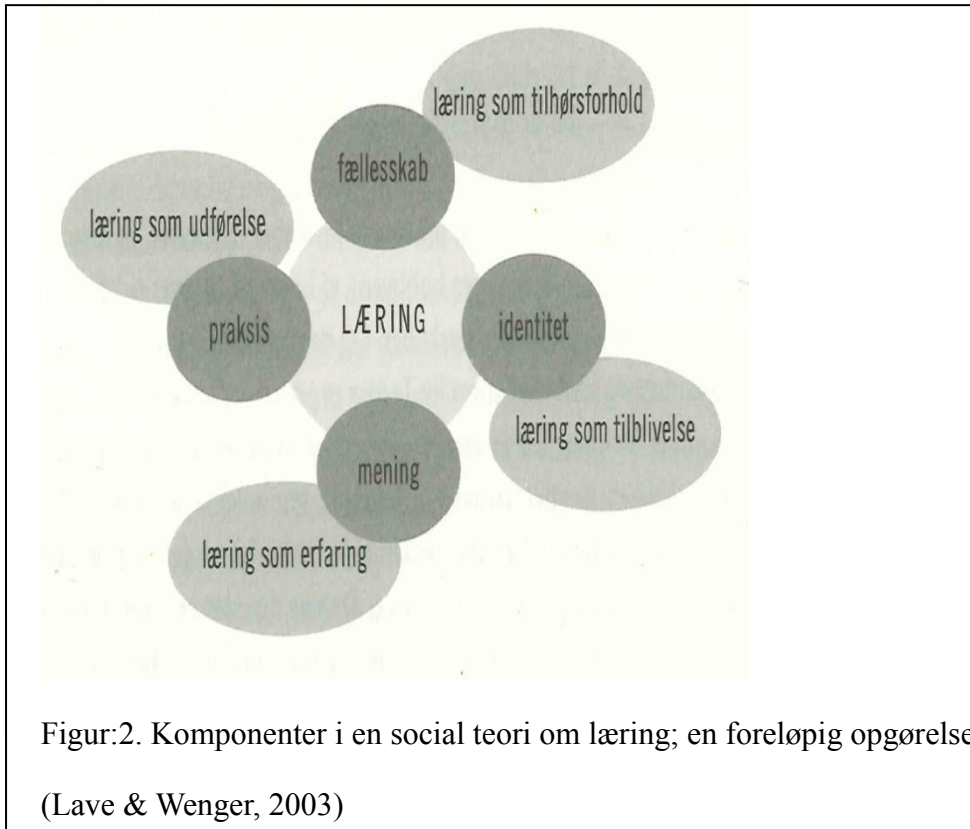 læring som tilhørsforhold
fællesskab
læring som udførelse
praksis
LÆRING
identitet
læring som tilblivelse
mening
læring som erfaring
Figur:2. Komponenter i en social teori om læring; en foreløpig opgørelse
(Lave & Wenger, 2003)